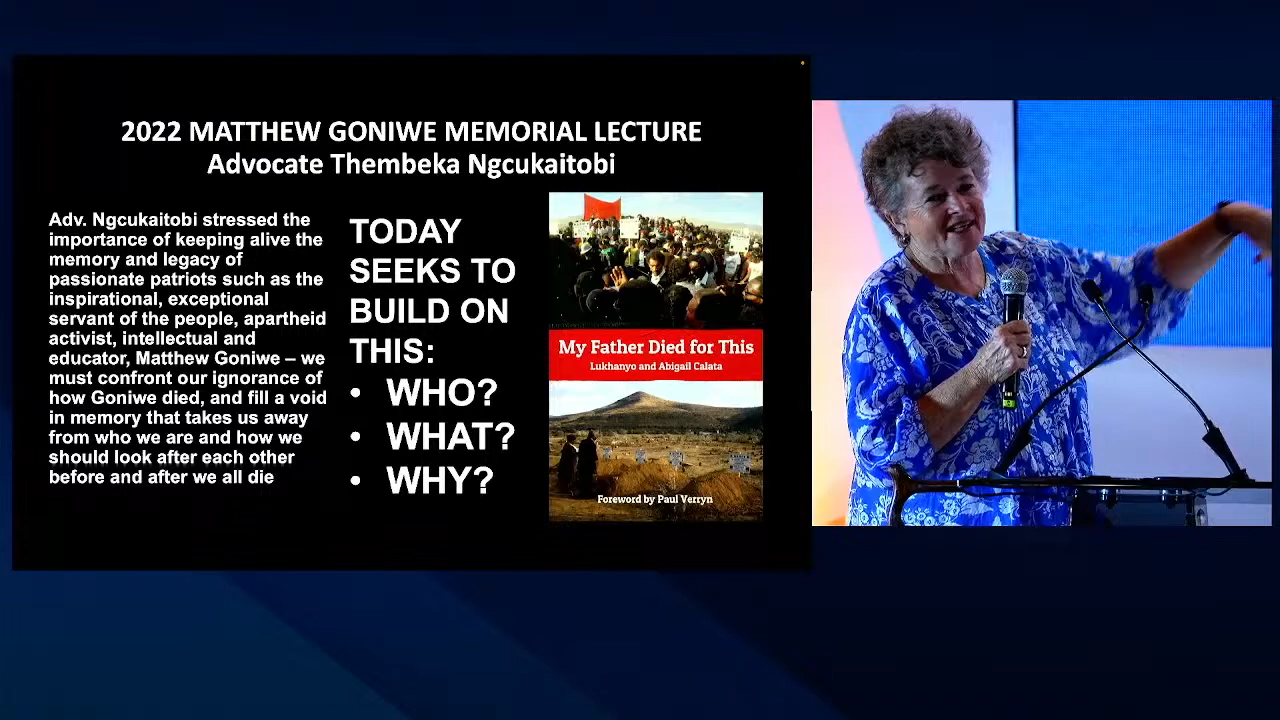 2022 MATTHEW GONIWE MEMORIAL LECTURE
Advocate Thembeka Ngcukaitobi
Adv. Ngcukaitobi stressed the
importance of keeping alive the
memory and legacy of
passionate patriots such as the
inspirational, exceptional
servant of the people, apartheid
activist, intellectual and
educator, Matthew Goniwe – we
must confront our ignorance of
how Goniwe died, and fill a void
in memory that takes us away
from who we are and how we
should look after each other
before and after we all die
TODAY
SEEKS TO
BUILD ON
THIS:
• WHO?
• WHAT?
• WHY?
My Father Died for This
Lukhanyo and Abigail Calata
Foreword by Paul Verryn